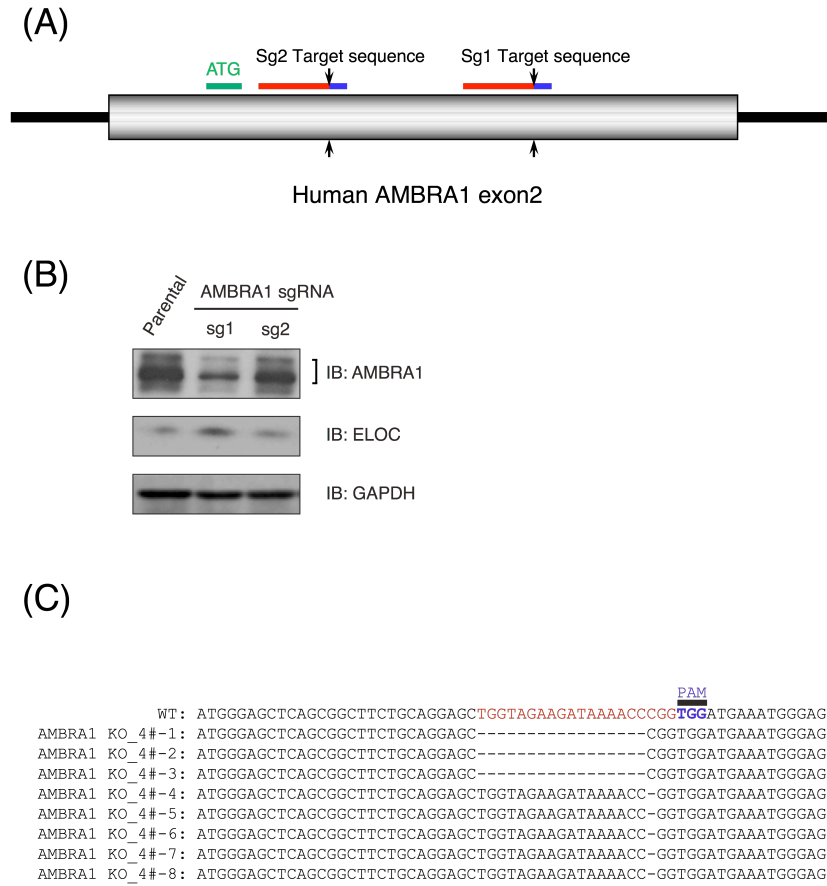 (A)
Sg2 Target sequence
Sg1 Target sequence
ATG
Human AMBRA1 exon2
(B)
Parental
AMBRA1 sgRNA
sg1 sg2
IB: AMBRA1
IB: ELOC
IB: GAPDH
(C)
PAM
WT: ATGGGAGCTCAGCGGCTTCTGCAGGAGCTGGTAGAAGATAAAACCCGGTGGATGAAATGGGAG
AMBRA1 KO_4#-1: ATGGGAGCTCAGCGGCTTCTGCAGGAGC-----------------CGGTGGATGAAATGGGAG
AMBRA1 KO_4#-2: ATGGGAGCTCAGCGGCTTCTGCAGGAGC-----------------CGGTGGATGAAATGGGAG
AMBRA1 KO_4#-3: ATGGGAGCTCAGCGGCTTCTGCAGGAGC-----------------CGGTGGATGAAATGGGAG
AMBRA1 KO_4#-4: ATGGGAGCTCAGCGGCTTCTGCAGGAGCTGGTAGAAGATAAAACC-GGTGGATGAAATGGGAG
AMBRA1 KO_4#-5: ATGGGAGCTCAGCGGCTTCTGCAGGAGCTGGTAGAAGATAAAACC-GGTGGATGAAATGGGAG
AMBRA1 KO_4#-6: ATGGGAGCTCAGCGGCTTCTGCAGGAGCTGGTAGAAGATAAAACC-GGTGGATGAAATGGGAG
AMBRA1 KO_4#-7: ATGGGAGCTCAGCGGCTTCTGCAGGAGCTGGTAGAAGATAAAACC-GGTGGATGAAATGGGAG
AMBRA1 KO_4#-8: ATGGGAGCTCAGCGGCTTCTGCAGGAGCTGGTAGAAGATAAAACC-GGTGGATGAAATGGGAG